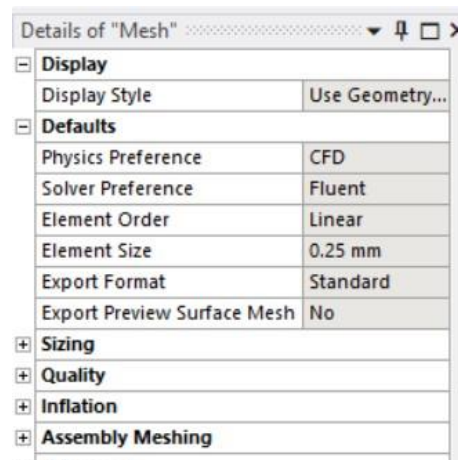 Details of "Mesh"
Display
Display Style Use Geometry...
Defaults
Physics Preference CFD
Solver Preference Fluent
Element Order Linear
Element Size 0.25 mm
Export Format Standard
Export Preview Surface Mesh No
Sizing
Quality
Inflation
Assembly Meshing